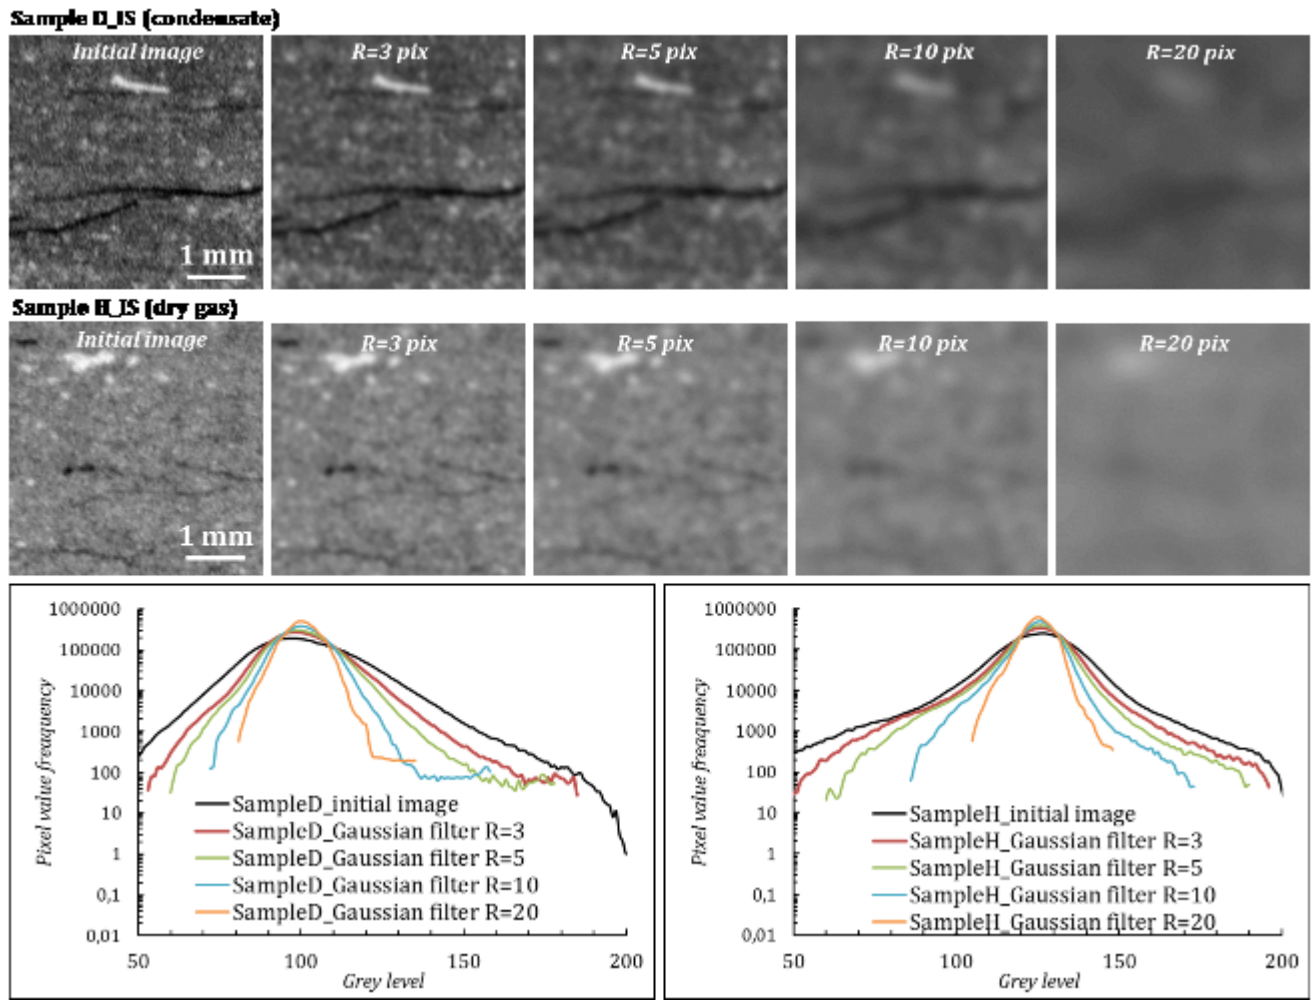 Sample D_IS (condensate)
Initial image
R=3 pix
R=5 pix
R=10 pix
R=20 pix
1 mm
Sample H_IS (dry gas)
Initial image
R=3 pix
R=5 pix
R=10 pix
R=20 pix
1 mm
1000000
100000
10000
1000
100
10
1
0,1
0,01
Pixel value freaquency
SampleD_initial image
SampleD_Gaussian filter R=3
SampleD_Gaussian filter R=5
SampleD_Gaussian filter R=10
SampleD_Gaussian filter R=20
50 100 150 200
Grey level
1000000
100000
10000
1000
100
10
1
0,1
0,01
Pixel value freaquency
SampleH_initial image
SampleH_Gaussian filter R=3
SampleH_Gaussian filter R=5
SampleH_Gaussian filter R=10
SampleH_Gaussian filter R=20
50 100 150 200
Grey level